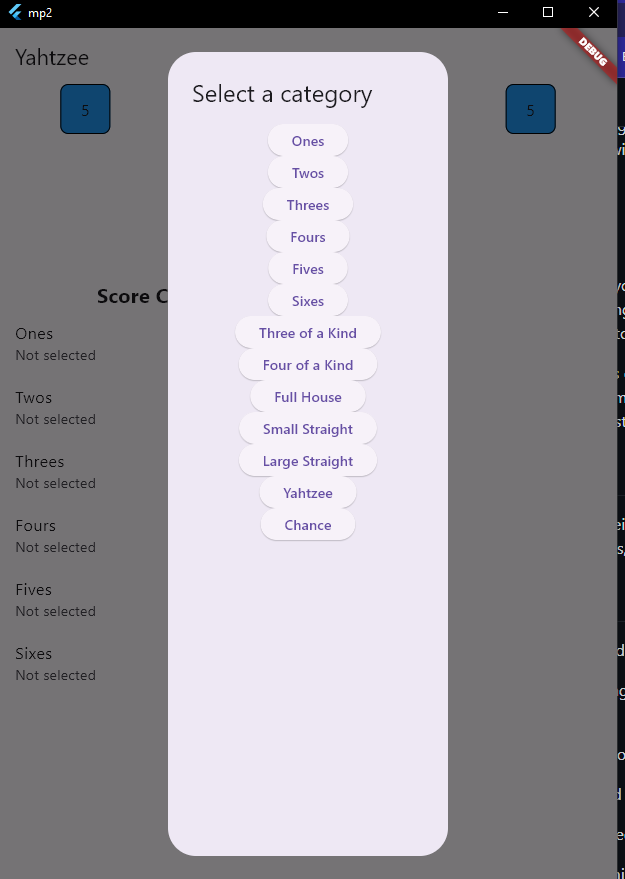 mp2
DEBUG
Yahtzee
5
5
Score C
Ones
Not selected
Twos
Not selected
Threes
Not selected
Fours
Not selected
Fives
Not selected
Sixes
Not selected
Select a category
Ones
Twos
Threes
Fours
Fives
Sixes
Three of a Kind
Four of a Kind
Full House
Small Straight
Large Straight
Yahtzee
Chance